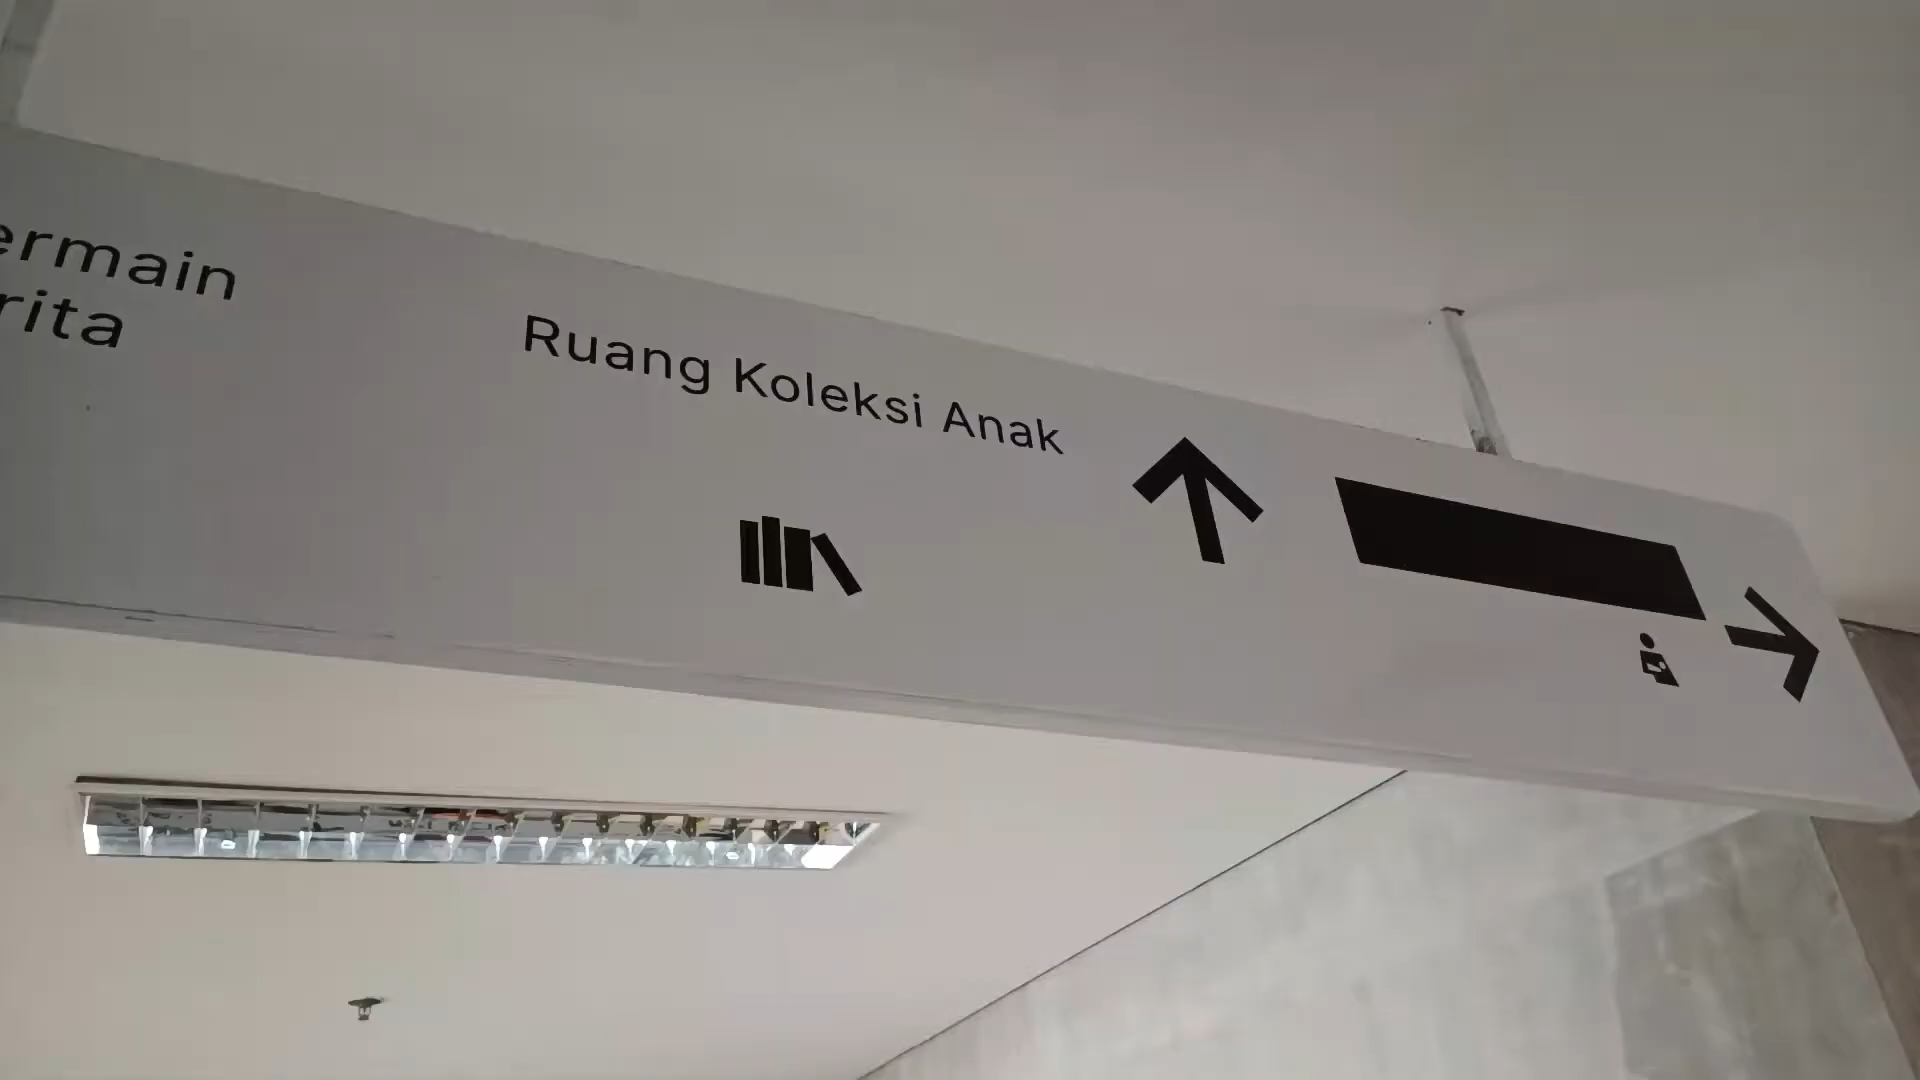 ermain
rita
Ruang Koleksi Anak